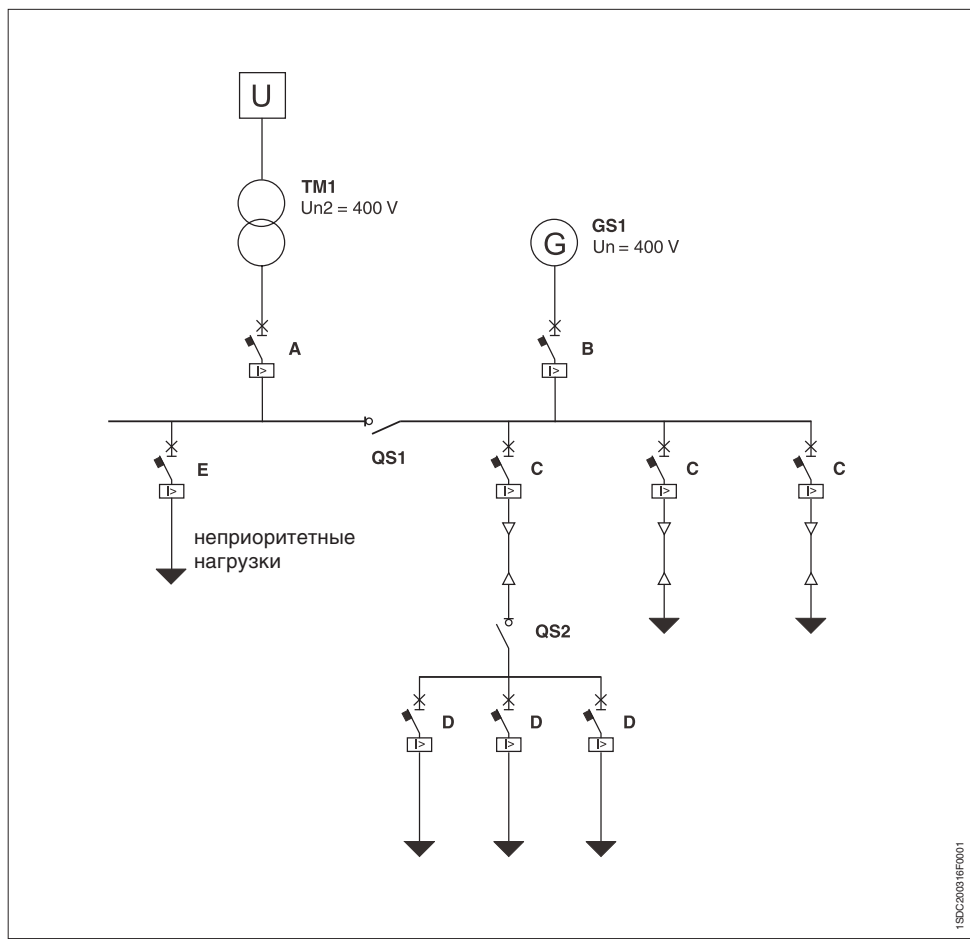 U
TM1
Un2 = 400 V
GS1
G
Un = 400 V
A
B
I>
I>
QS1
E
C
C
C
I>
I>
I>
I>
неприоритетные
нагрузки
QS2
D
D
D
I>
I>
I>
1SDC200316F0001